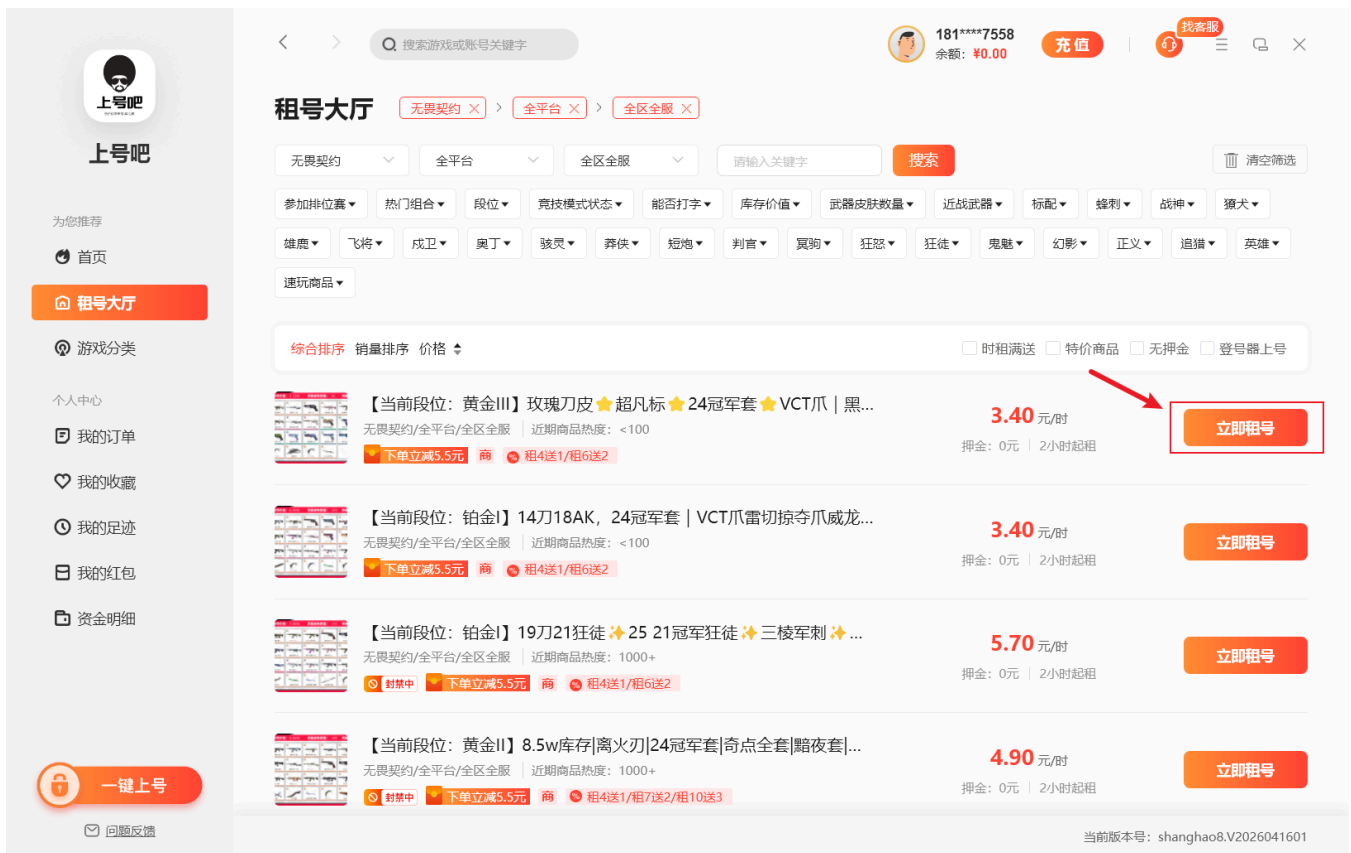 找客服
181****7558
搜索游戏或账号关键字
充值
余额：¥0.00
上号吧
租号大厅 无畏契约 × > 全平台 × > 全区全服 ×
上号吧
无畏契约 全平台 全区全服 请输入关键字 搜索 清空筛选
参加排位赛▼ 热门组合▼ 段位▼ 竞技模式状态▼ 能否打字▼ 库存价值▼ 武器皮肤数量▼ 近战武器▼ 标配▼ 蜂刺▼ 战神▼ 獠犬▼
为您推荐
雄鹿▼ 飞将▼ 戍卫▼ 奥丁▼ 骇灵▼ 莽侠▼ 短炮▼ 判官▼ 冥驹▼ 狂怒▼ 狂徒▼ 鬼魅▼ 幻影▼ 正义▼ 追猎▼ 英雄▼
首页
速玩商品▼
租号大厅
游戏分类
综合排序 销量排序 价格 时租满送 特价商品 无押金 登号器上号
个人中心
我的订单
我的收藏
我的足迹
我的红包
资金明细
【当前段位：黄金III】玫瑰刀皮⭐超凡标⭐24冠军套⭐VCT爪｜黑...
无畏契约/全平台/全区全服 近期商品热度：<100
下单立减5.5元 商 租4送1/租6送2
3.40 元/时
押金：0元 2小时起租
立即租号
【当前段位：铂金I】14刀18AK，24冠军套｜VCT爪雷切掠夺爪威龙...
无畏契约/全平台/全区全服 近期商品热度：<100
下单立减5.5元 商 租4送1/租6送2
3.40 元/时
押金：0元 2小时起租
立即租号
【当前段位：铂金I】19刀21狂徒✨25 21冠军狂徒✨三棱军刺✨...
无畏契约/全平台/全区全服 近期商品热度：1000+
封禁中 下单立减5.5元 商 租4送1/租6送2
5.70 元/时
押金：0元 2小时起租
立即租号
【当前段位：黄金II】8.5w库存|离火刃|24冠军套|奇点全套|黯夜套|...
无畏契约/全平台/全区全服 近期商品热度：1000+
封禁中 下单立减5.5元 商 租4送1/租7送2/租10送3
4.90 元/时
押金：0元 2小时起租
立即租号
一键上号
问题反馈
当前版本号：shanghao8.V2026041601